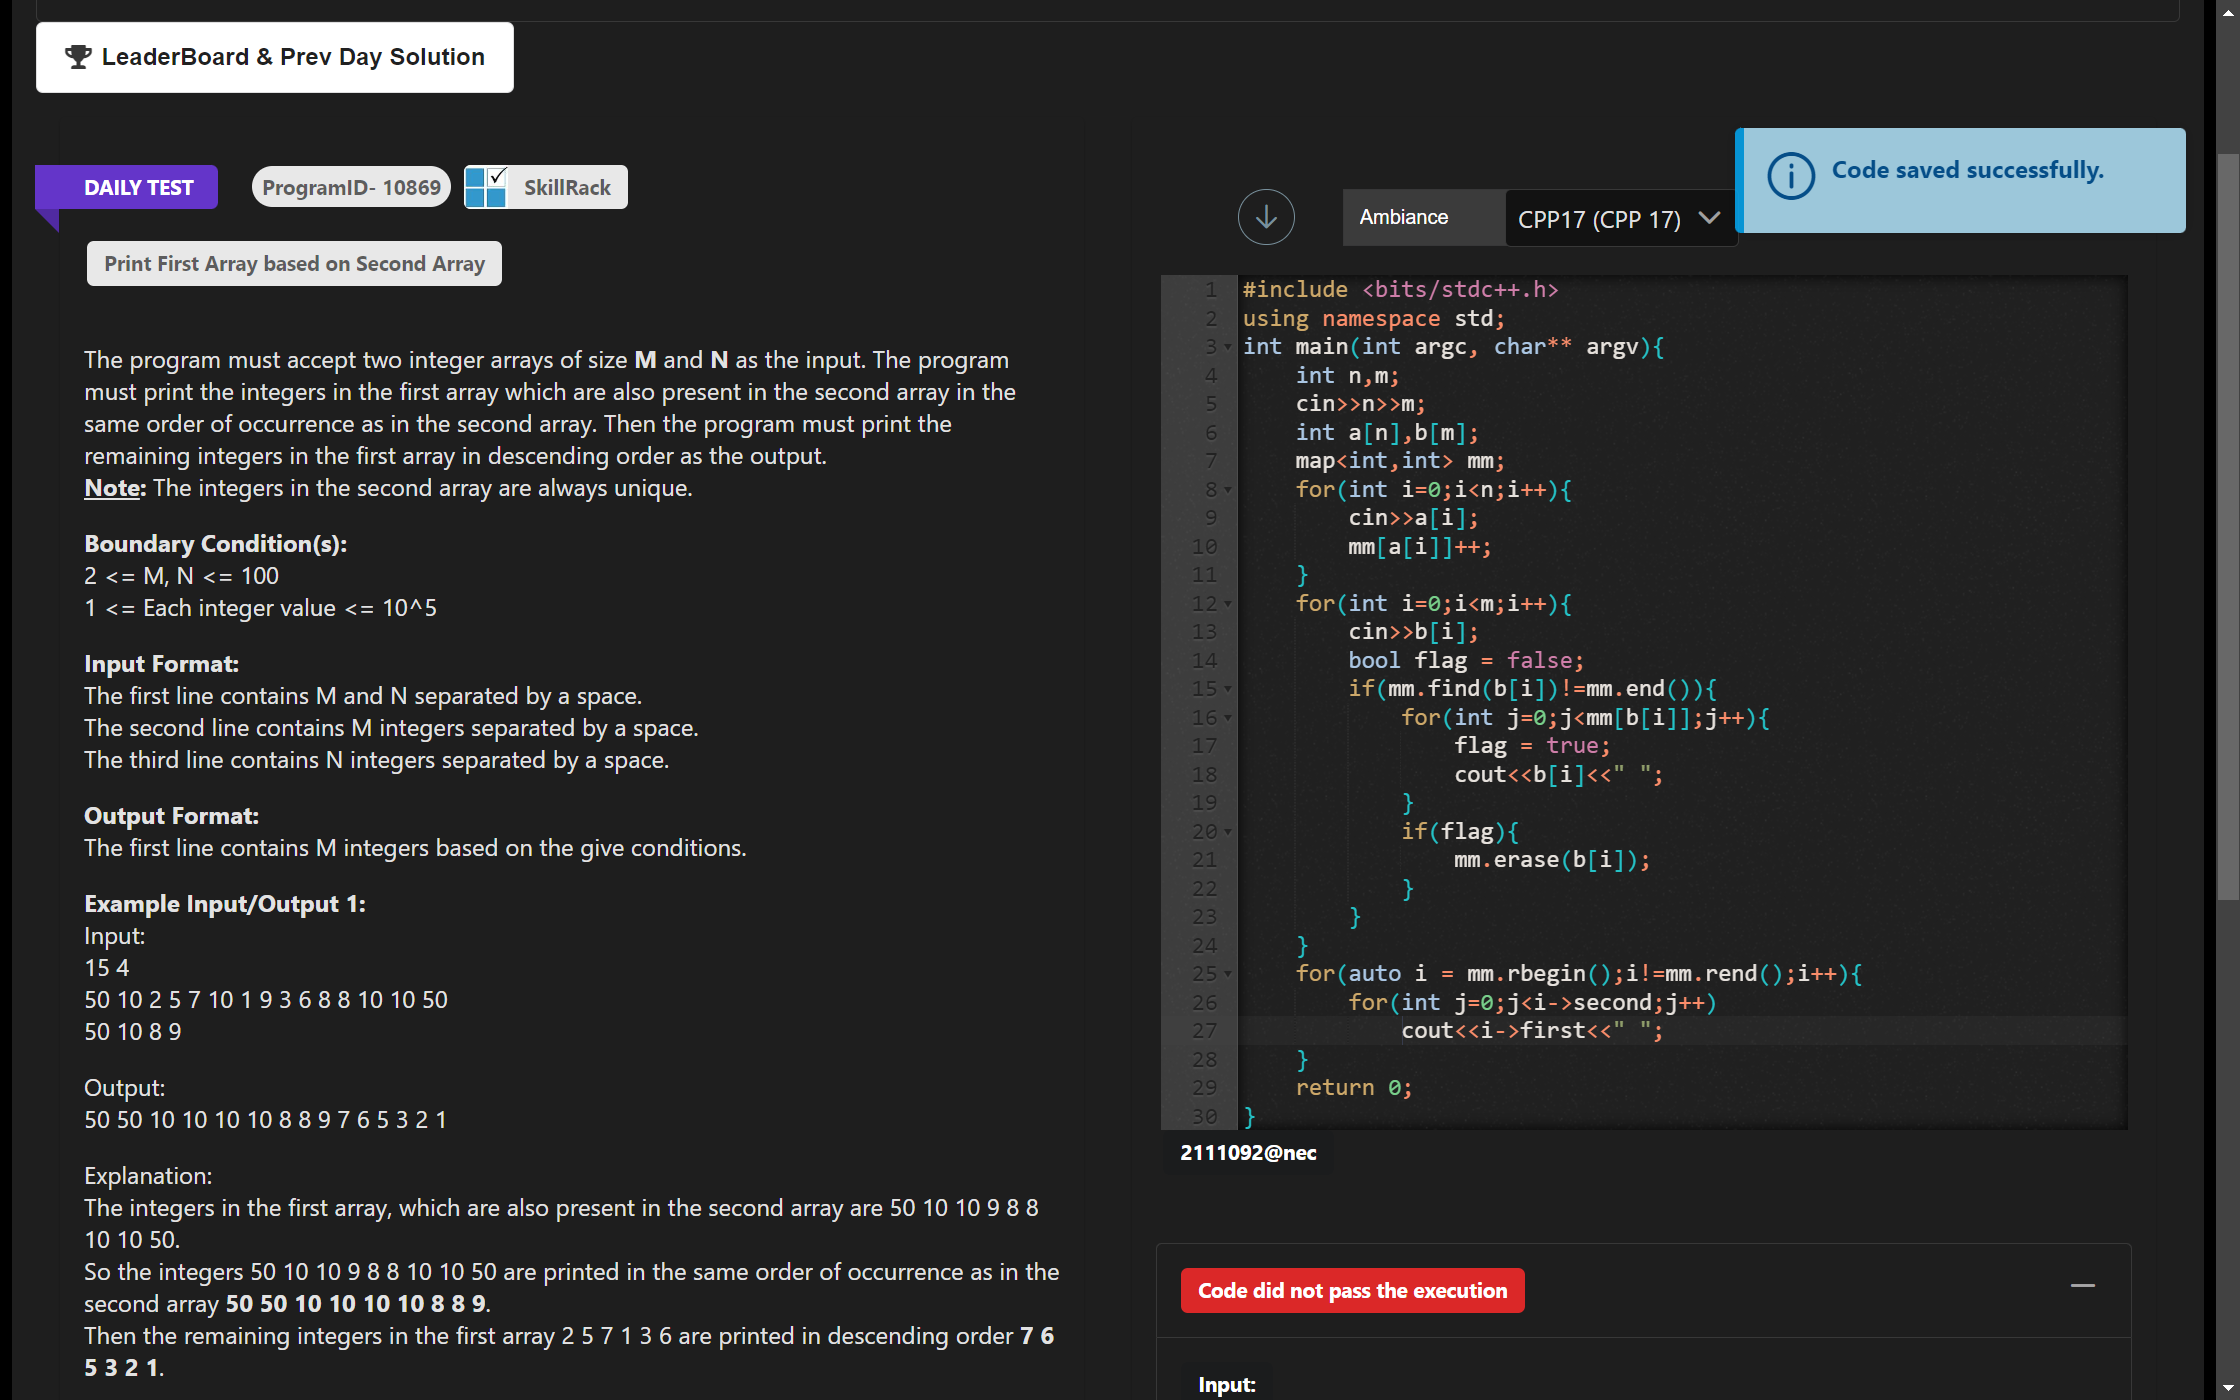 LeaderBoard & Prev Day Solution
DAILY TEST
ProgramID- 10869
SkillRack
Print First Array based on Second Array
The program must accept two integer arrays of size M and N as the input. The program
must print the integers in the first array which are also present in the second array in the
same order of occurrence as in the second array. Then the program must print the
remaining integers in the first array in descending order as the output.
Note: The integers in the second array are always unique.
Boundary Condition(s):
2 <= M, N <= 100
1 <= Each integer value <= 10^5
Input Format:
The first line contains M and N separated by a space.
The second line contains M integers separated by a space.
The third line contains N integers separated by a space.
Output Format:
The first line contains M integers based on the give conditions.
Example Input/Output 1:
Input:
15 4
50 10 2 5 7 10 1 9 3 6 8 8 10 10 50
50 10 8 9
Output:
50 50 10 10 10 10 8 8 9 7 6 5 3 2 1
Explanation:
The integers in the first array, which are also present in the second array are 50 10 10 9 8 8
10 10 50.
So the integers 50 10 10 9 8 8 10 10 50 are printed in the same order of occurrence as in the
second array 50 50 10 10 10 10 8 8 9.
Then the remaining integers in the first array 2 5 7 1 3 6 are printed in descending order 7 6
5 3 2 1.
Ambiance
CPP17 (CPP 17)
Code saved successfully.
1 #include <bits/stdc++.h>
2 using namespace std;
3 int main(int argc, char** argv){
4 int n,m;
5 cin>>n>>m;
6 int a[n],b[m];
7 map<int,int> mm;
8 for(int i=0;i<n;i++){
9 cin>>a[i];
10 mm[a[i]]++;
11 }
12 for(int i=0;i<m;i++){
13 cin>>b[i];
14 bool flag = false;
15 if(mm.find(b[i])!=mm.end()){
16 for(int j=0;j<mm[b[i]];j++){
17 flag = true;
18 cout<<b[i]<<" ";
19 }
20 if(flag){
21 mm.erase(b[i]);
22 }
23 }
24 }
25 for(auto i = mm.rbegin();i!=mm.rend();i++){
26 for(int j=0;j<i->second;j++)
27 cout<<i->first<<" ";
28 }
29 return 0;
30 }
2111092@nec
Code did not pass the execution
Input: